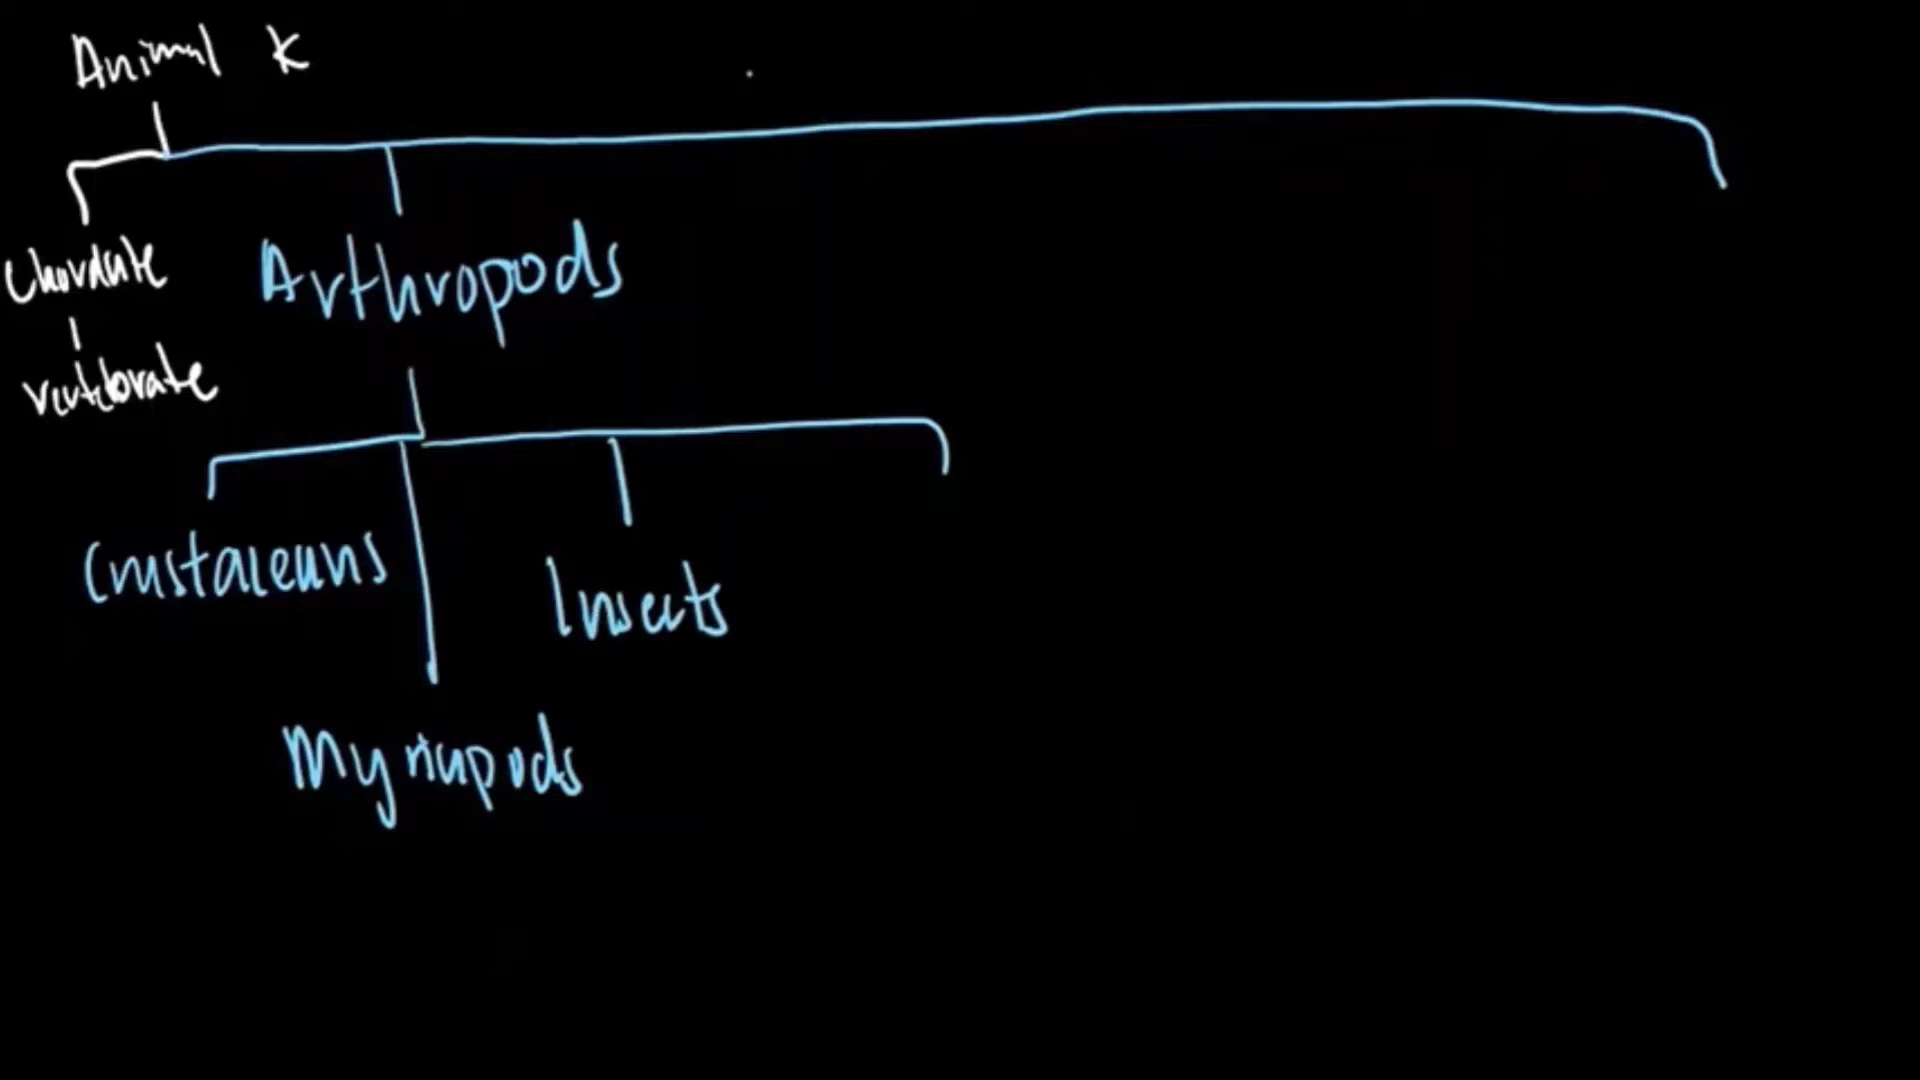 Animal K
Chordate
Arthropods
Vertebrate
Crustaceans
Insects
Myriapods